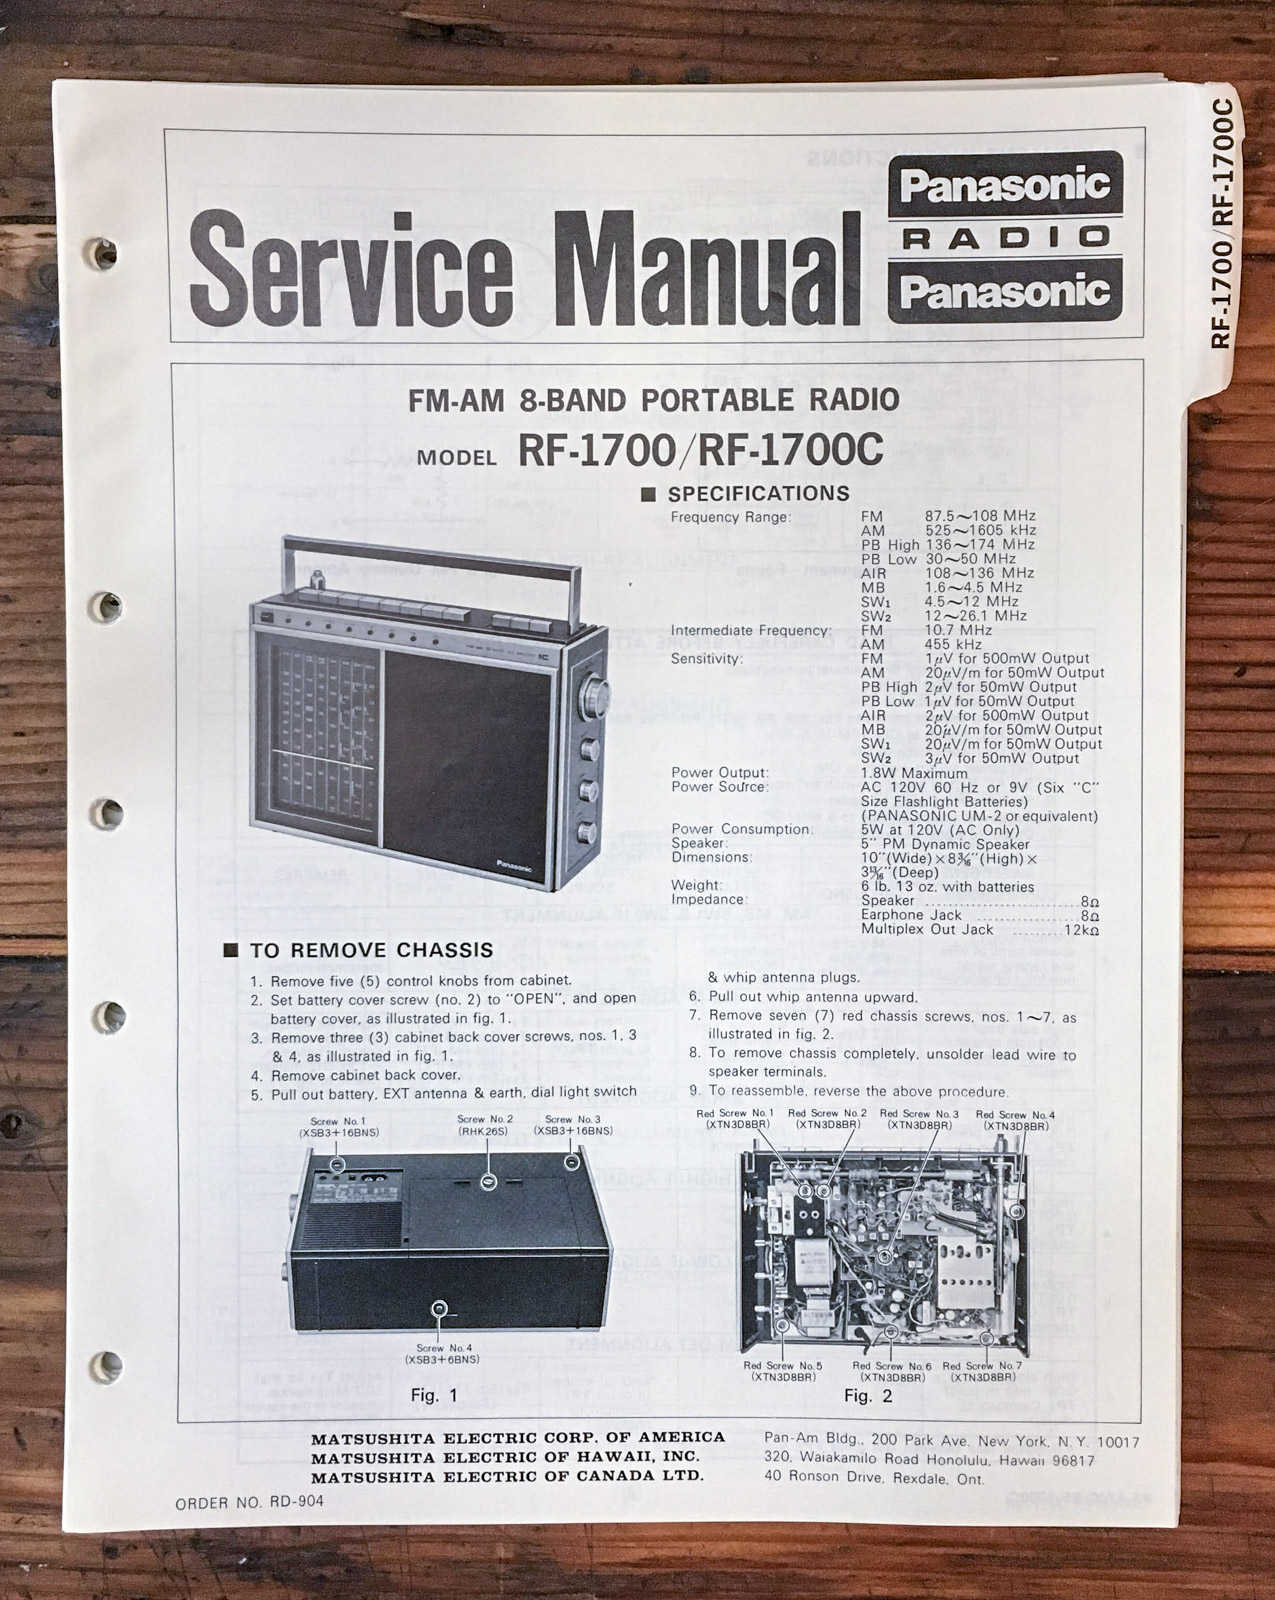 Service Manual
Panasonic
RADIO
Panasonic
RF-1700/RF-1700C
FM-AM 8-BAND PORTABLE RADIO
MODEL RF-1700/RF-1700C
■ SPECIFICATIONS
Frequency Range: FM 87.5~108 MHz
AM 525~1605 kHz
PB High 136~174 MHz
PB Low 30~50 MHz
AIR 108~136 MHz
MB 1.6~4.5 MHz
SW1 4.5~12 MHz
SW2 12~26.1 MHz
Intermediate Frequency: FM 10.7 MHz
AM 455 kHz
Sensitivity: FM 1μV for 500mW Output
AM 20μV/m for 50mW Output
PB High 2μV for 50mW Output
PB Low 1μV for 50mW Output
AIR 2μV for 500mW Output
MB 20μV/m for 50mW Output
SW1 20μV/m for 50mW Output
SW2 3μV for 50mW Output
Power Output: 1.8W Maximum
Power Source: AC 120V 60 Hz or 9V (Six "C"
Size Flashlight Batteries)
(PANASONIC UM-2 or equivalent)
Power Consumption: 5W at 120V (AC Only)
Speaker: 5" PM Dynamic Speaker
Dimensions: 10"(Wide)×8 3/16"(High)×
3 13/16"(Deep)
Weight: 6 lb. 13 oz. with batteries
Impedance: Speaker ........................8Ω
Earphone Jack ................8Ω
Multiplex Out Jack .........12kΩ
Panasonic
■ TO REMOVE CHASSIS
1. Remove five (5) control knobs from cabinet.
2. Set battery cover screw (no. 2) to "OPEN", and open
battery cover, as illustrated in fig. 1.
3. Remove three (3) cabinet back cover screws, nos. 1, 3
& 4, as illustrated in fig. 1.
4. Remove cabinet back cover.
5. Pull out battery, EXT antenna & earth, dial light switch
& whip antenna plugs.
6. Pull out whip antenna upward.
7. Remove seven (7) red chassis screws, nos. 1~7, as
illustrated in fig. 2.
8. To remove chassis completely, unsolder lead wire to
speaker terminals.
9. To reassemble, reverse the above procedure.
Screw No.1
(XSB3+16BNS)
Screw No.2
(RHK26S)
Screw No.3
(XSB3+16BNS)
Screw No.4
(XSB3+6BNS)
Fig. 1
Red Screw No.1
(XTN3D8BR)
Red Screw No.2
(XTN3D8BR)
Red Screw No.3
(XTN3D8BR)
Red Screw No.4
(XTN3D8BR)
Red Screw No.5
(XTN3D8BR)
Red Screw No.6
(XTN3D8BR)
Red Screw No.7
(XTN3D8BR)
Fig. 2
MATSUSHITA ELECTRIC CORP. OF AMERICA Pan-Am Bldg., 200 Park Ave. New York, N.Y. 10017
MATSUSHITA ELECTRIC OF HAWAII, INC. 320, Waiakamilo Road Honolulu, Hawaii 96817
MATSUSHITA ELECTRIC OF CANADA LTD. 40 Ronson Drive, Rexdale, Ont.
ORDER NO. RD-904